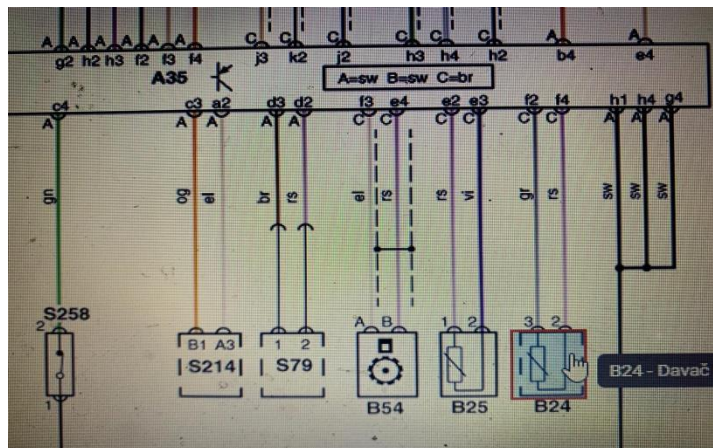 A A A A A A C C C C C C A A
g2 h2 h3 f2 f3 f4 j3 k2 j2 h3 h4 h2 b4 e4
A35 A=sw B=sw C=br
c4 c3 a2 d3 d2 f3 e4 e2 e3 f2 f4 h1 h4 g4
A A A A A C C C C C C A A A
gn og el br rs el rs rs vi gr rs sw sw sw
S258
2 B1 A3 1 2 A B 1 2 3 2
S214 S79
B24 - Davač
1 B54 B25 B24